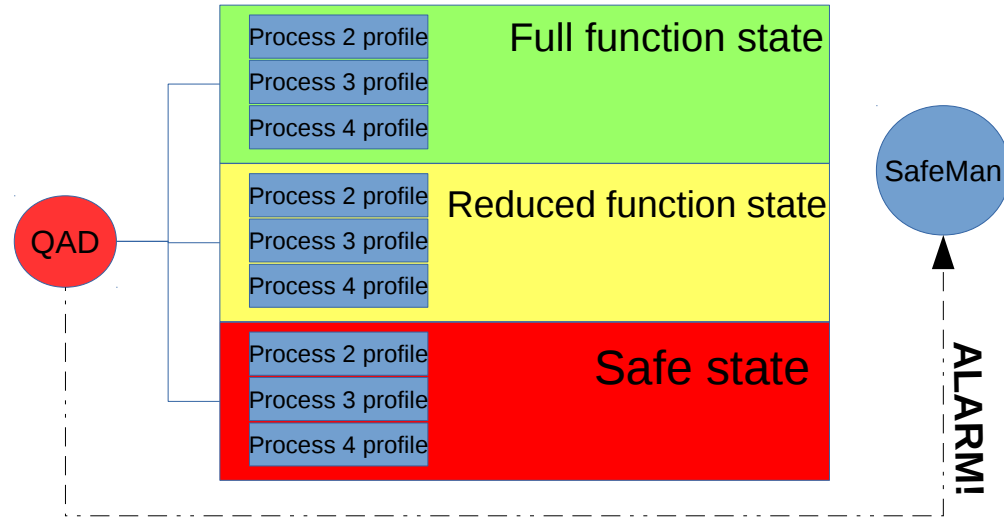 Full function state
Process 2 profile
Process 3 profile
Process 4 profile
SafeMan
Reduced function state
Process 2 profile
Process 3 profile
Process 4 profile
QAD
Safe state
Process 2 profile
Process 3 profile
Process 4 profile
ALARM!